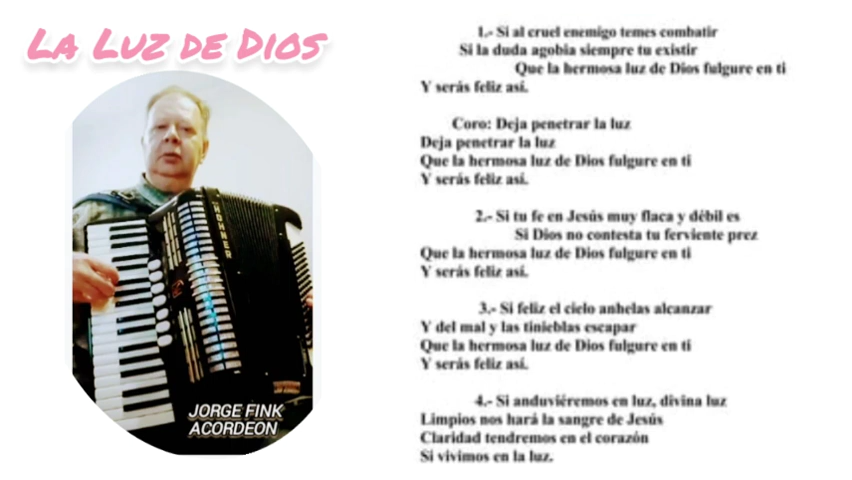 La Luz de Dios
HOHNER
JORGE FINK
ACORDEON
1.- Si al cruel enemigo temes combatir
Si la duda agobia siempre tu existir
Que la hermosa luz de Dios fulgure en ti
Y serás feliz así.
Coro: Deja penetrar la luz
Deja penetrar la luz
Que la hermosa luz de Dios fulgure en ti
Y serás feliz así.
2.- Si tu fe en Jesús muy flaca y débil es
Si Dios no contesta tu ferviente prez
Que la hermosa luz de Dios fulgure en ti
Y serás feliz así.
3.- Si feliz el cielo anhelas alcanzar
Y del mal y las tinieblas escapar
Que la hermosa luz de Dios fulgure en ti
Y serás feliz así.
4.- Si anduviéremos en luz, divina luz
Limpios nos hará la sangre de Jesús
Claridad tendremos en el corazón
Si vivimos en la luz.